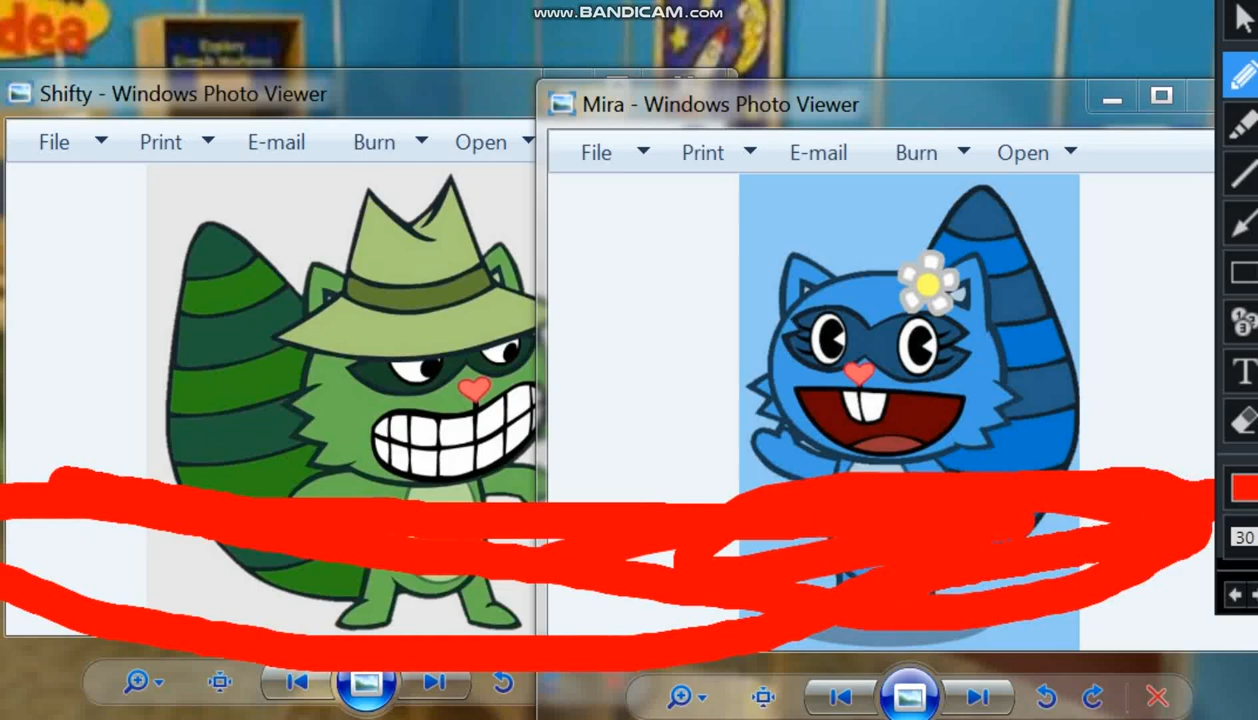 www.BANDICAM.com
dea
Shifty - Windows Photo Viewer
File Print E-mail Burn Open
Mira - Windows Photo Viewer
File Print E-mail Burn Open
T
30